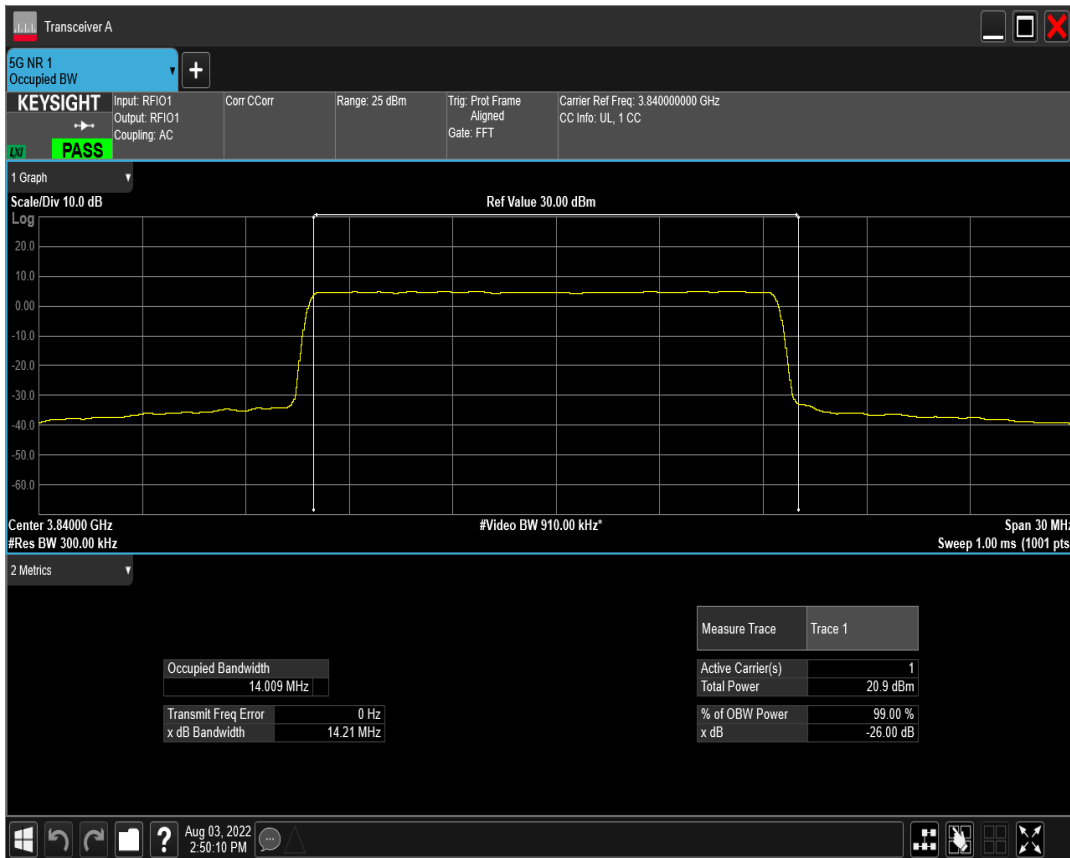 Transceiver A
5G NR 1
Occupied BW
+
KEYSIGHT
LXI
PASS
Input: RFIO1
Output: RFIO1
Coupling: AC
Corr CCorr
Range: 25 dBm
Trig: Prot Frame
Aligned
Gate: FFT
Carrier Ref Freq: 3.840000000 GHz
CC Info: UL, 1 CC
1 Graph
Scale/Div 10.0 dB
Ref Value 30.00 dBm
Log
20.0
10.0
0.00
-10.0
-20.0
-30.0
-40.0
-50.0
-60.0
Center 3.84000 GHz
#Video BW 910.00 kHz*
Span 30 MHz
#Res BW 300.00 kHz
Sweep 1.00 ms (1001 pts
2 Metrics
Measure Trace Trace 1
Occupied Bandwidth
14.009 MHz
Active Carrier(s) 1
Total Power 20.9 dBm
Transmit Freq Error 0 Hz
x dB Bandwidth 14.21 MHz
% of OBW Power 99.00 %
x dB -26.00 dB
?
Aug 03, 2022
2:50:10 PM